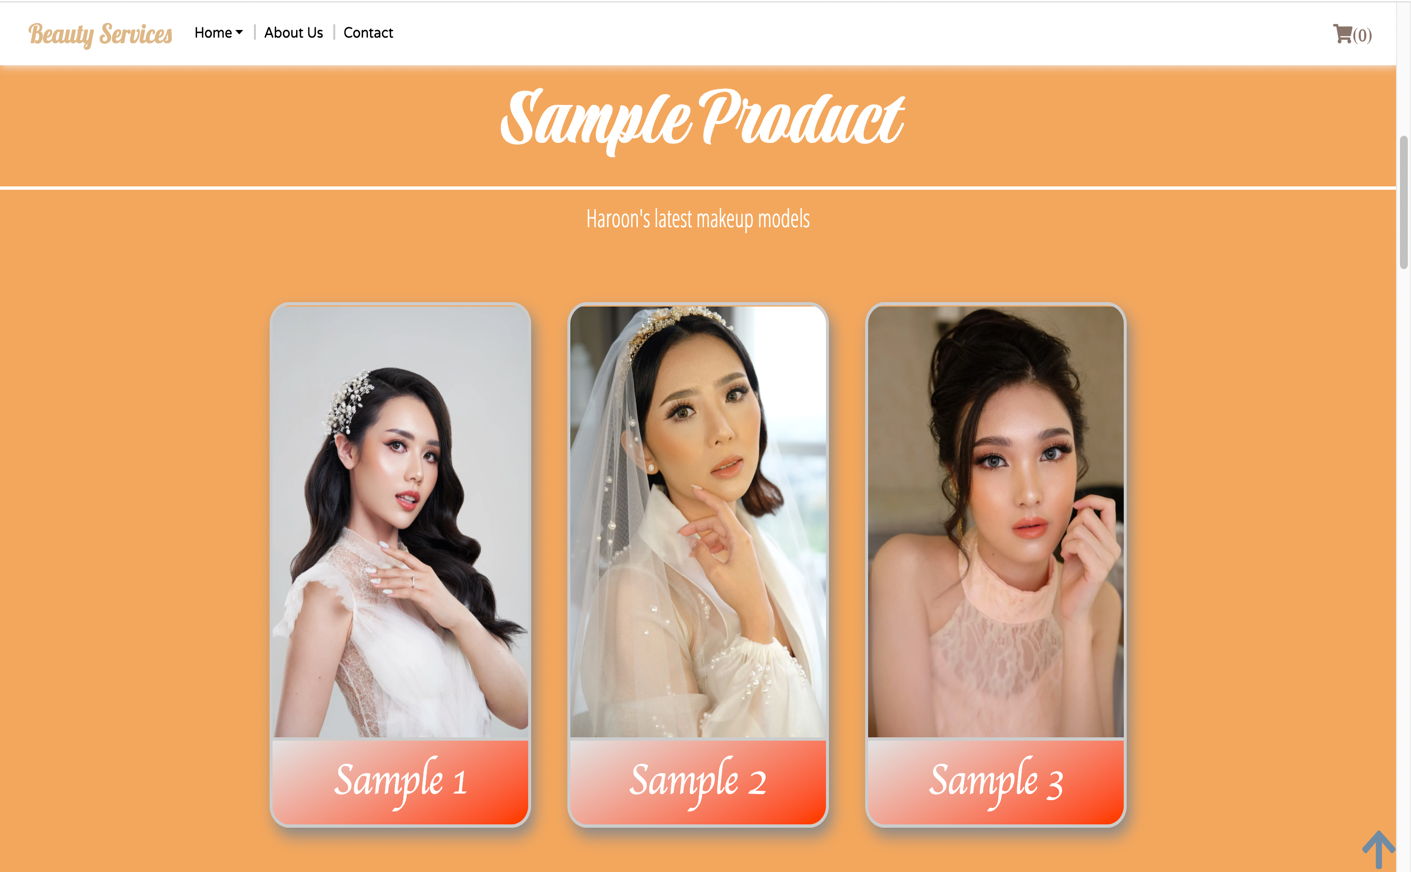 Beauty Services Home About Us Contact (0)
Sample Product
Haroon's latest makeup models
Sample 1 Sample 2 Sample 3